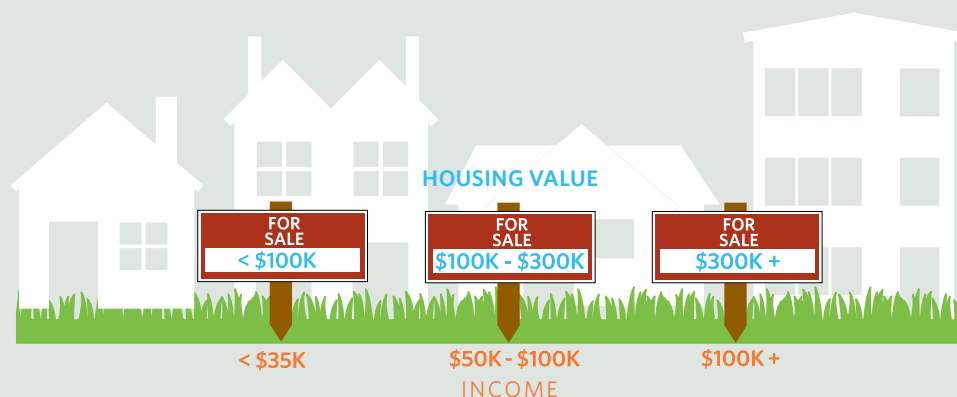 HOUSING VALUE
FOR
SALE
< $100K
FOR
SALE
$100K - $300K
FOR
SALE
$300K +
< $35K
$50K - $100K
$100K +
INCOME